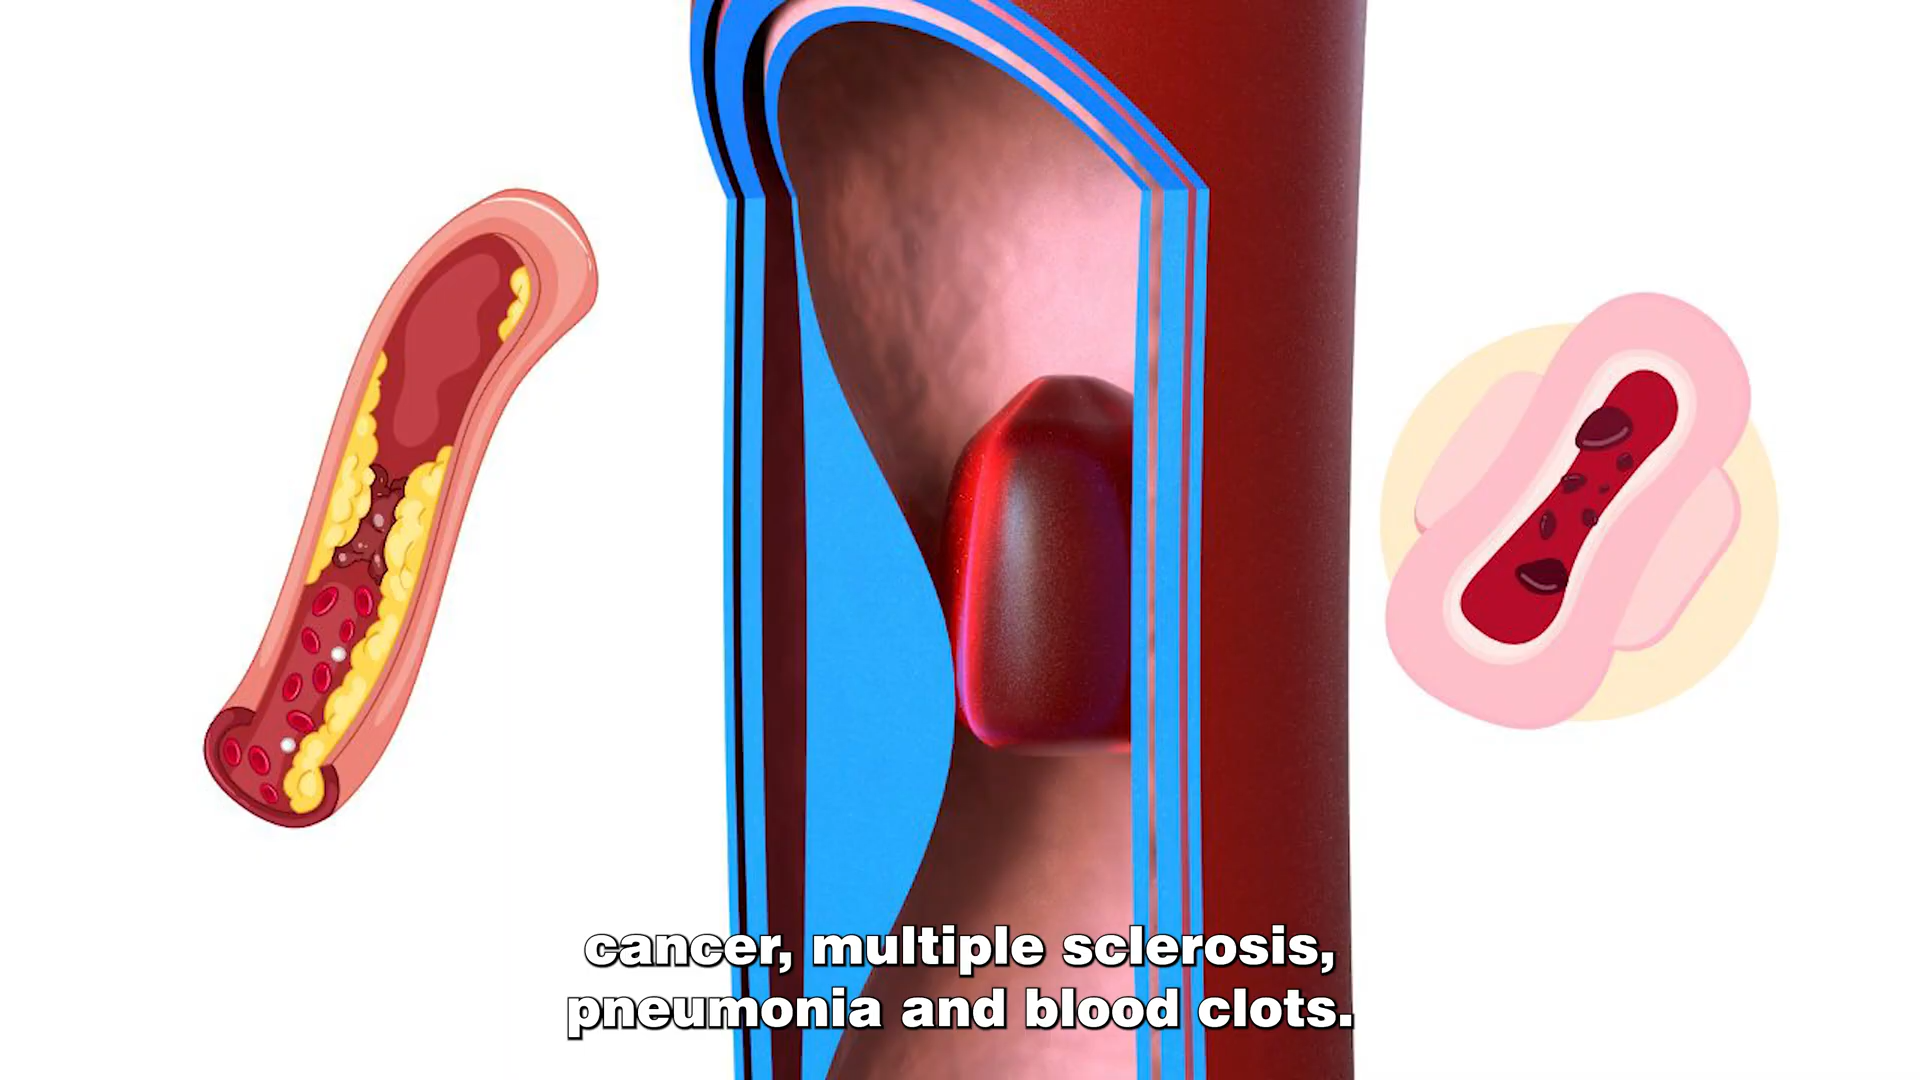 cancer, multiple sclerosis,
pneumonia and blood clots.